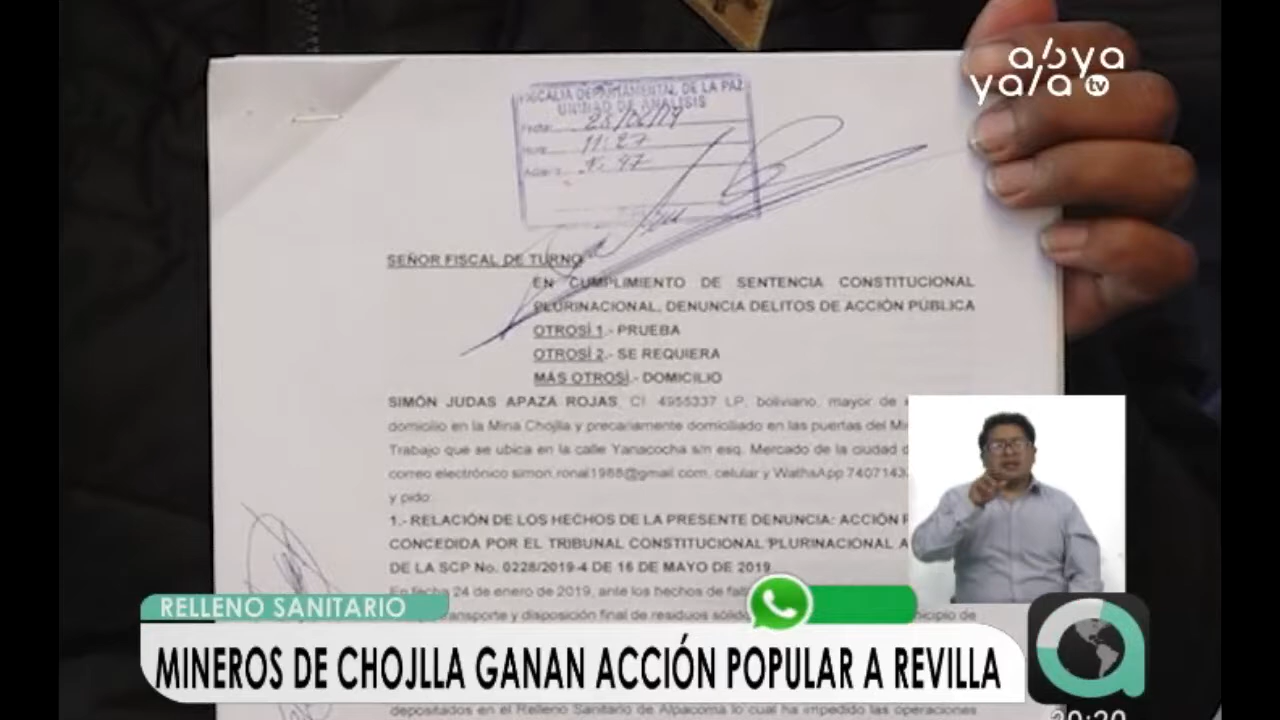 abya
yala tv
FISCALIA DEPARTAMENTAL DE LA PAZ
UNIDAD DE ANÁLISIS
11:27
SEÑOR FISCAL DE TURNO
EN CUMPLIMIENTO DE SENTENCIA CONSTITUCIONAL
PLURINACIONAL, DENUNCIA DELITOS DE ACCIÓN PÚBLICA
OTROSÍ 1.- PRUEBA
OTROSÍ 2.- SE REQUIERA
MÁS OTROSÍ.- DOMICILIO
SIMÓN JUDAS APAZA ROJAS, CI. 4955337 LP, boliviano, mayor de
domicilio en la Mina Chojlla y precariamente domiciliado en las puertas del
Trabajo que se ubica en la calle Yanacocha s/n esq. Mercado de la ciudad
correo electrónico simon.ronal1988@gmail.com, celular y WathsApp 7407143
y pido:
1.- RELACIÓN DE LOS HECHOS DE LA PRESENTE DENUNCIA: ACCIÓN
CONCEDIDA POR EL TRIBUNAL CONSTITUCIONAL PLURINACIONAL A
DE LA SCP No. 0228/2019-4 DE 16 DE MAYO DE 2019.
En fecha 24 de enero de 2019, ante los hechos de
transporte y disposición final de residuos
RELLENO SANITARIO
MINEROS DE CHOJLLA GANAN ACCIÓN POPULAR A REVILLA
depositados en el Relleno Sanitario de Alpacoma lo cual ha impedido las operaciones